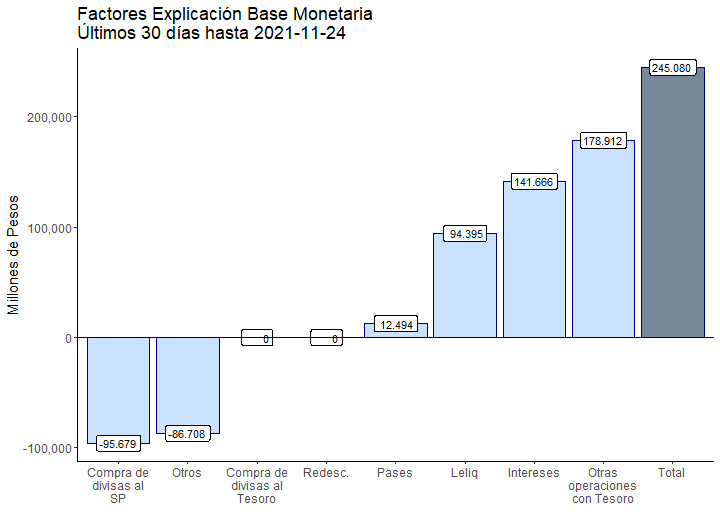 Factores Explicación Base Monetaria
Últimos 30 días hasta 2021-11-24
Millones de Pesos
200,000
100,000
0
-100,000
-95.679
-86.708
0
0
12.494
94.395
141.666
178.912
245.080
Compra de
divisas al
SP
Otros
Compra de
divisas al
Tesoro
Redesc.
Pases
Leliq
Intereses
Otras
operaciones
con Tesoro
Total